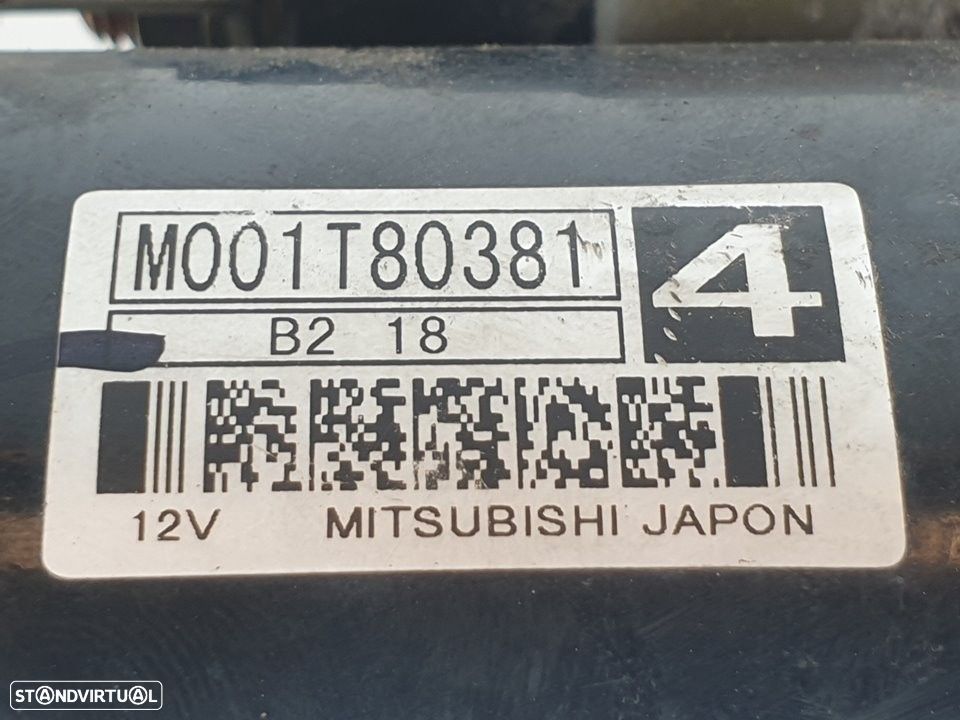 M001T80381
4
B2 18
12V MITSUBISHI JAPON
STANDVIRTUAL